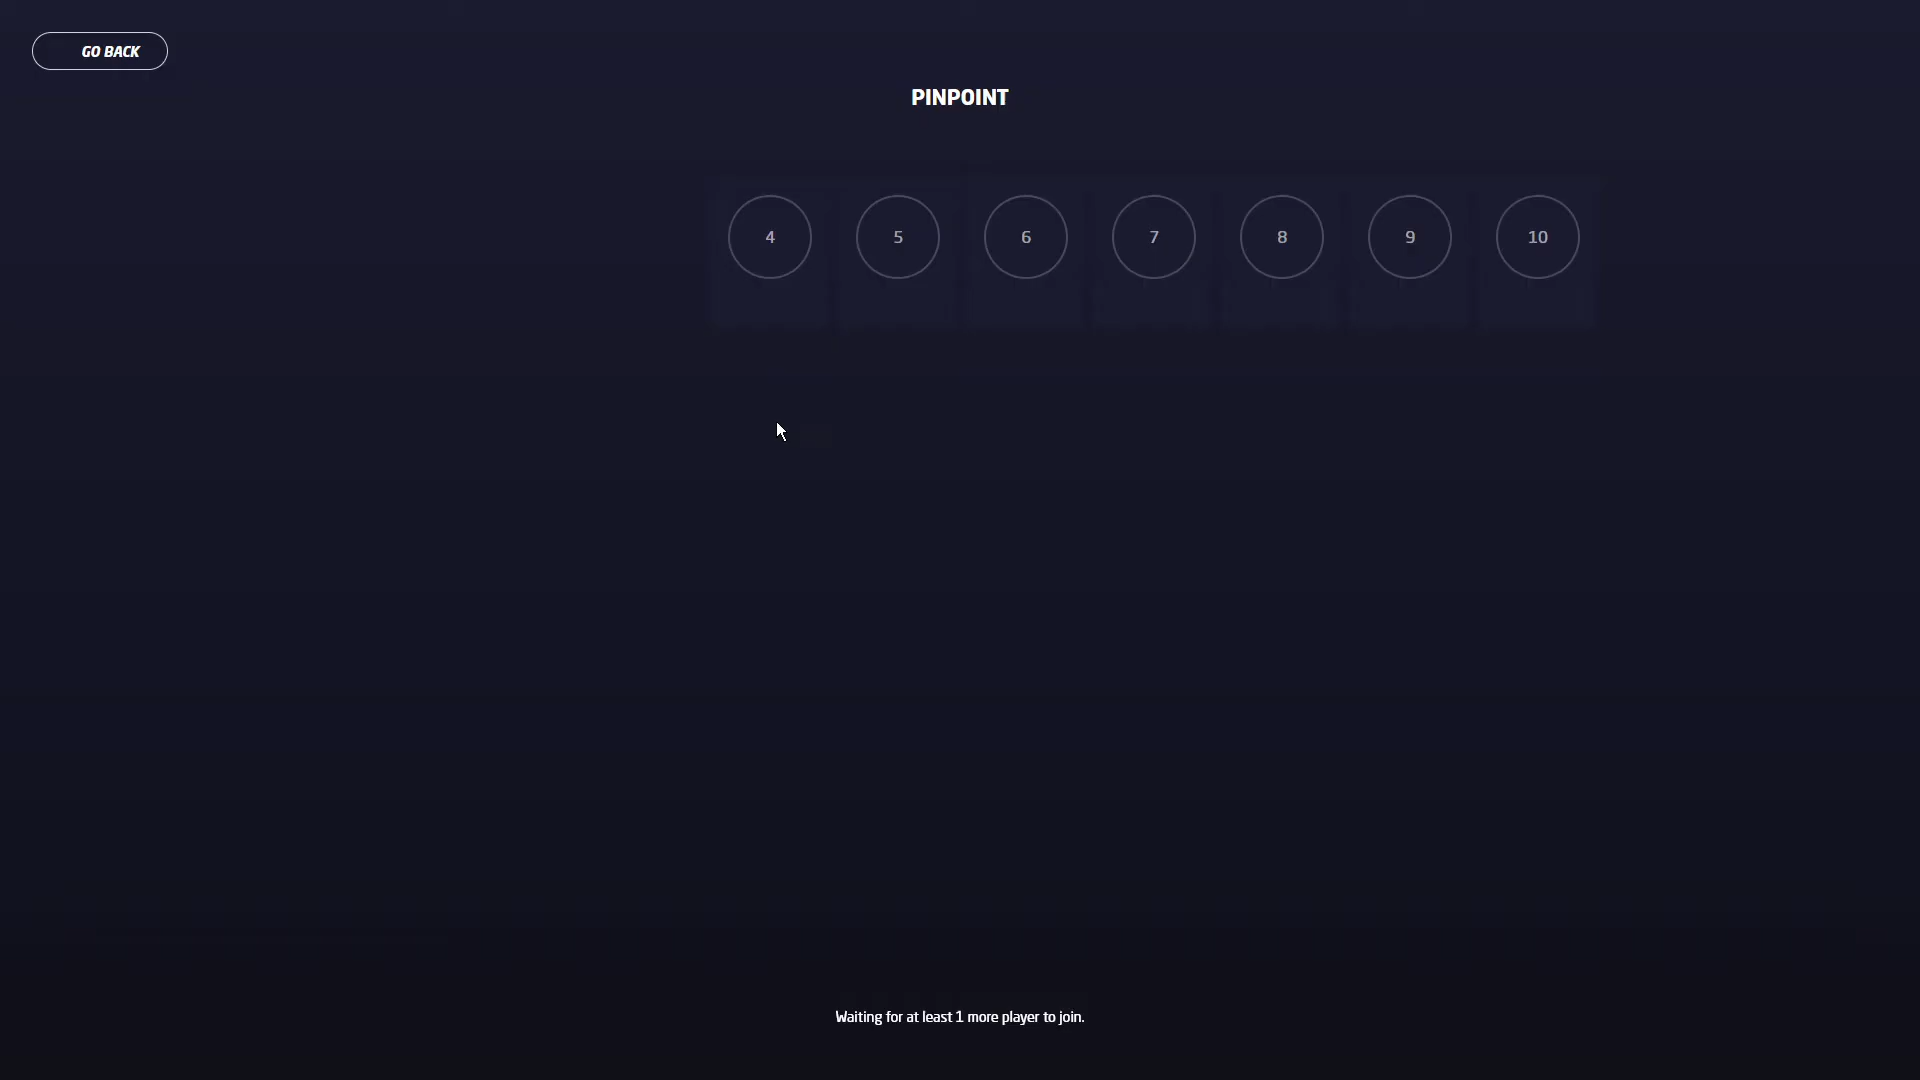 GO BACK
PINPOINT
4 5 6 7 8 9 10
Waiting for at least 1 more player to join.